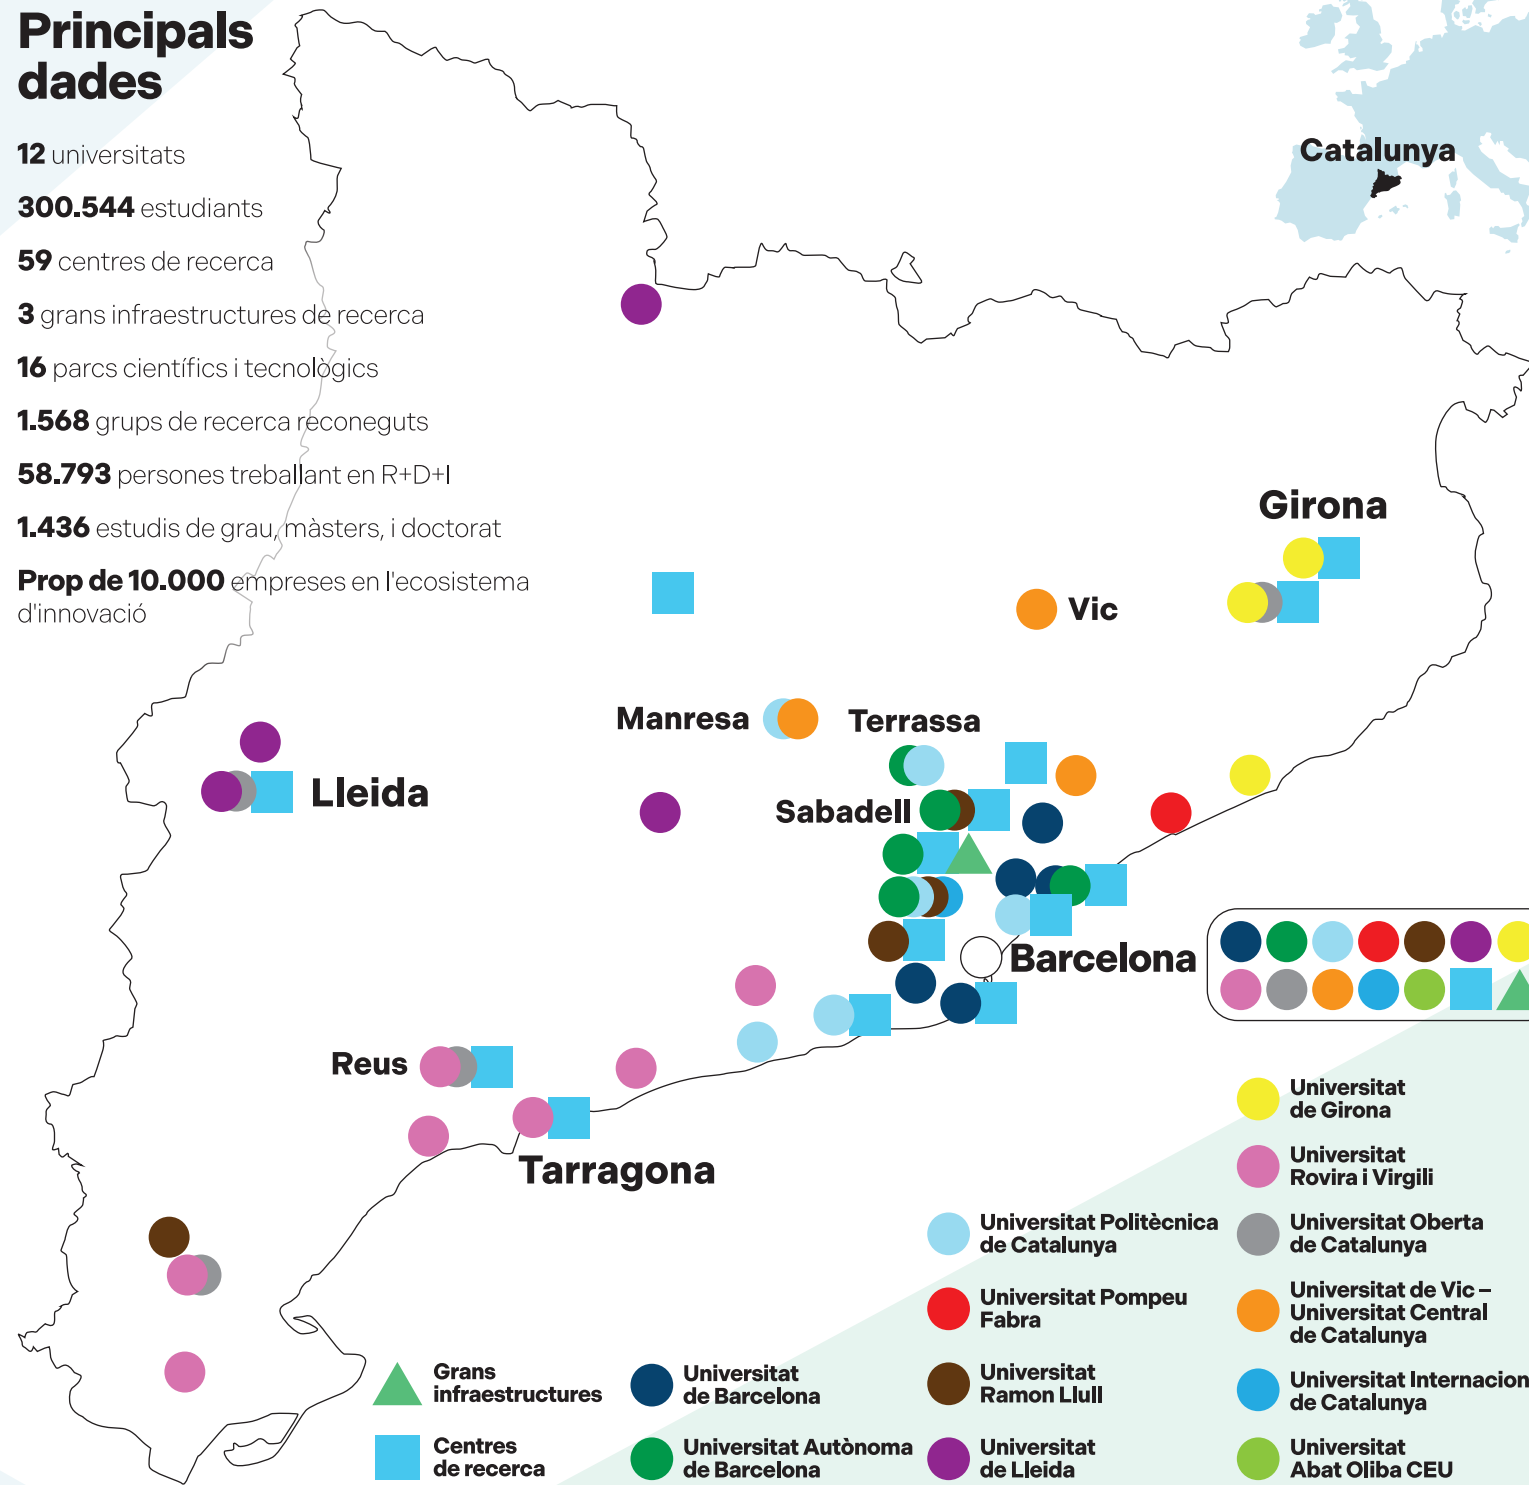 Principals
dades
12 universitats
300.544 estudiants
59 centres de recerca
3 grans infraestructures de recerca
16 parcs científics i tecnològics
1.568 grups de recerca reconeguts
58.793 persones treballant en R+D+I
1.436 estudis de grau, màsters, i doctorat
Prop de 10.000 empreses en l'ecosistema
d'innovació
Catalunya
Girona
Vic
Manresa
Terrassa
Lleida
Sabadell
Barcelona
Reus
Tarragona
Grans
infraestructures
Centres
de recerca
Universitat
de Barcelona
Universitat Autònoma
de Barcelona
Universitat Politècnica
de Catalunya
Universitat Pompeu
Fabra
Universitat
Ramon Llull
Universitat
de Lleida
Universitat
de Girona
Universitat
Rovira i Virgili
Universitat Oberta
de Catalunya
Universitat de Vic –
Universitat Central
de Catalunya
Universitat Internacion
de Catalunya
Universitat
Abat Oliba CEU